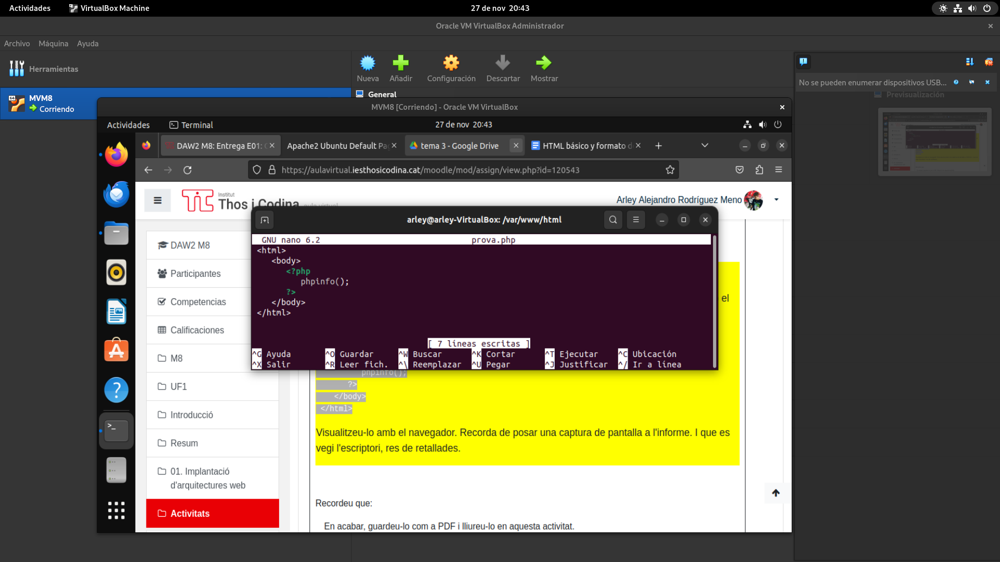 Actividades
VirtualBox Machine
27 de nov 20:43
Oracle VM VirtualBox Administrador
Archivo Máquina Ayuda
Herramientas
Nueva
Añadir
Configuración
Descartar
Mostrar
No se pueden enumerar dispositivos USB...
64
MVM8
Corriendo
General
Previsualización
MVM8 [Corriendo] - Oracle VM VirtualBox
Actividades
Terminal
27 de nov 20:43
DAW2 M8: Entrega E01:
Apache2 Ubuntu Default Pa
tema 3 - Google Drive
HTML básico y formato d
https://aulavirtual.iesthosicodina.cat/moodle/mod/assign/view.php?id=120543
TIC
Institut
Thos i Codina aula virtual
Arley Alejandro Rodríguez Meno
DAW2 M8
Participantes
Competencias
Calificaciones
M8
UF1
Introducció
Resum
01. Implantació
d'arquitectures web
Activitats
arley@arley-VirtualBox: /var/www/html
GNU nano 6.2 prova.php
<html>
<body>
<?php
phpinfo();
?>
</body>
</html>
[ 7 líneas escritas ]
^G Ayuda ^O Guardar ^W Buscar ^K Cortar ^T Ejecutar ^C Ubicación
^X Salir ^R Leer fich. ^\ Reemplazar ^U Pegar ^J Justificar ^/ Ir a línea
el
phpinfo();
?>
</body>
</html>
Visualitzeu-lo amb el navegador. Recorda de posar una captura de pantalla a l'informe. I que es
vegi l'escriptori, res de retallades.
Recordeu que:
En acabar, guardeu-lo com a PDF i lliureu-lo en aquesta activitat.